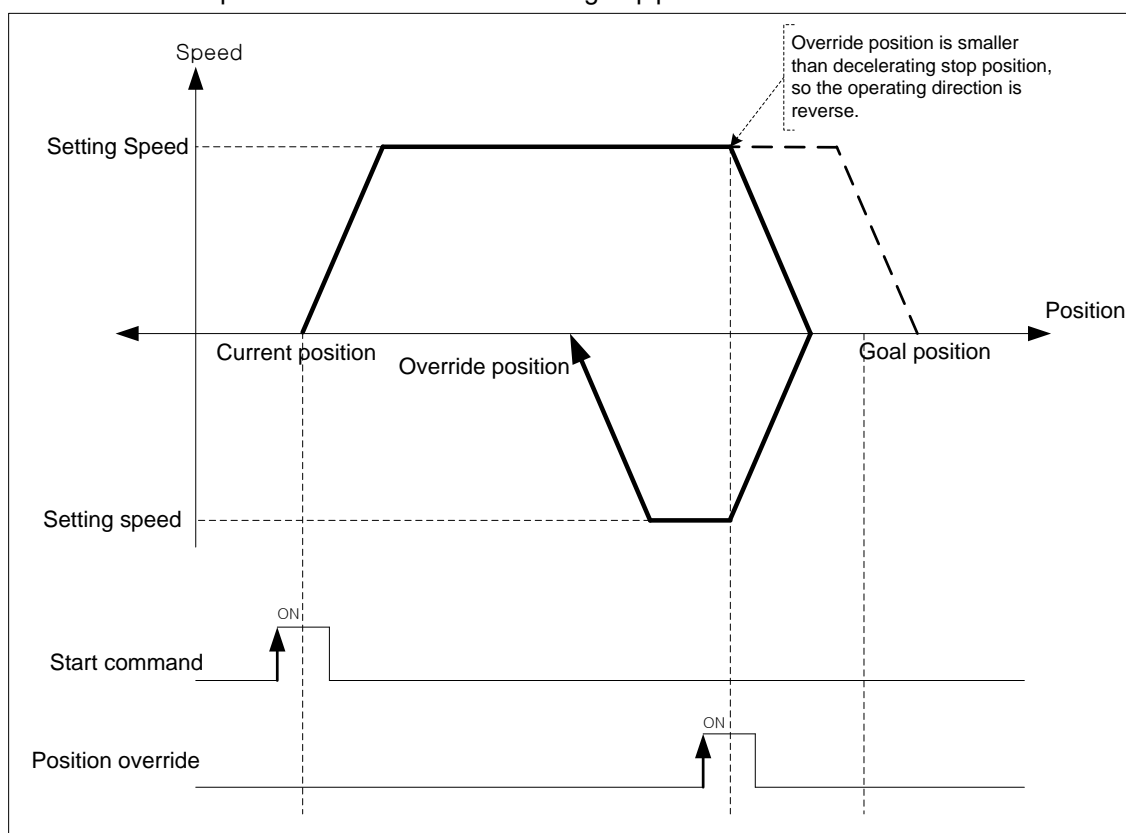 Speed
Override position is smaller
than decelerating stop position,
so the operating direction is
reverse.
Setting Speed
Position
Current position
Override position
Goal position
Setting speed
ON
Start command
ON
Position override